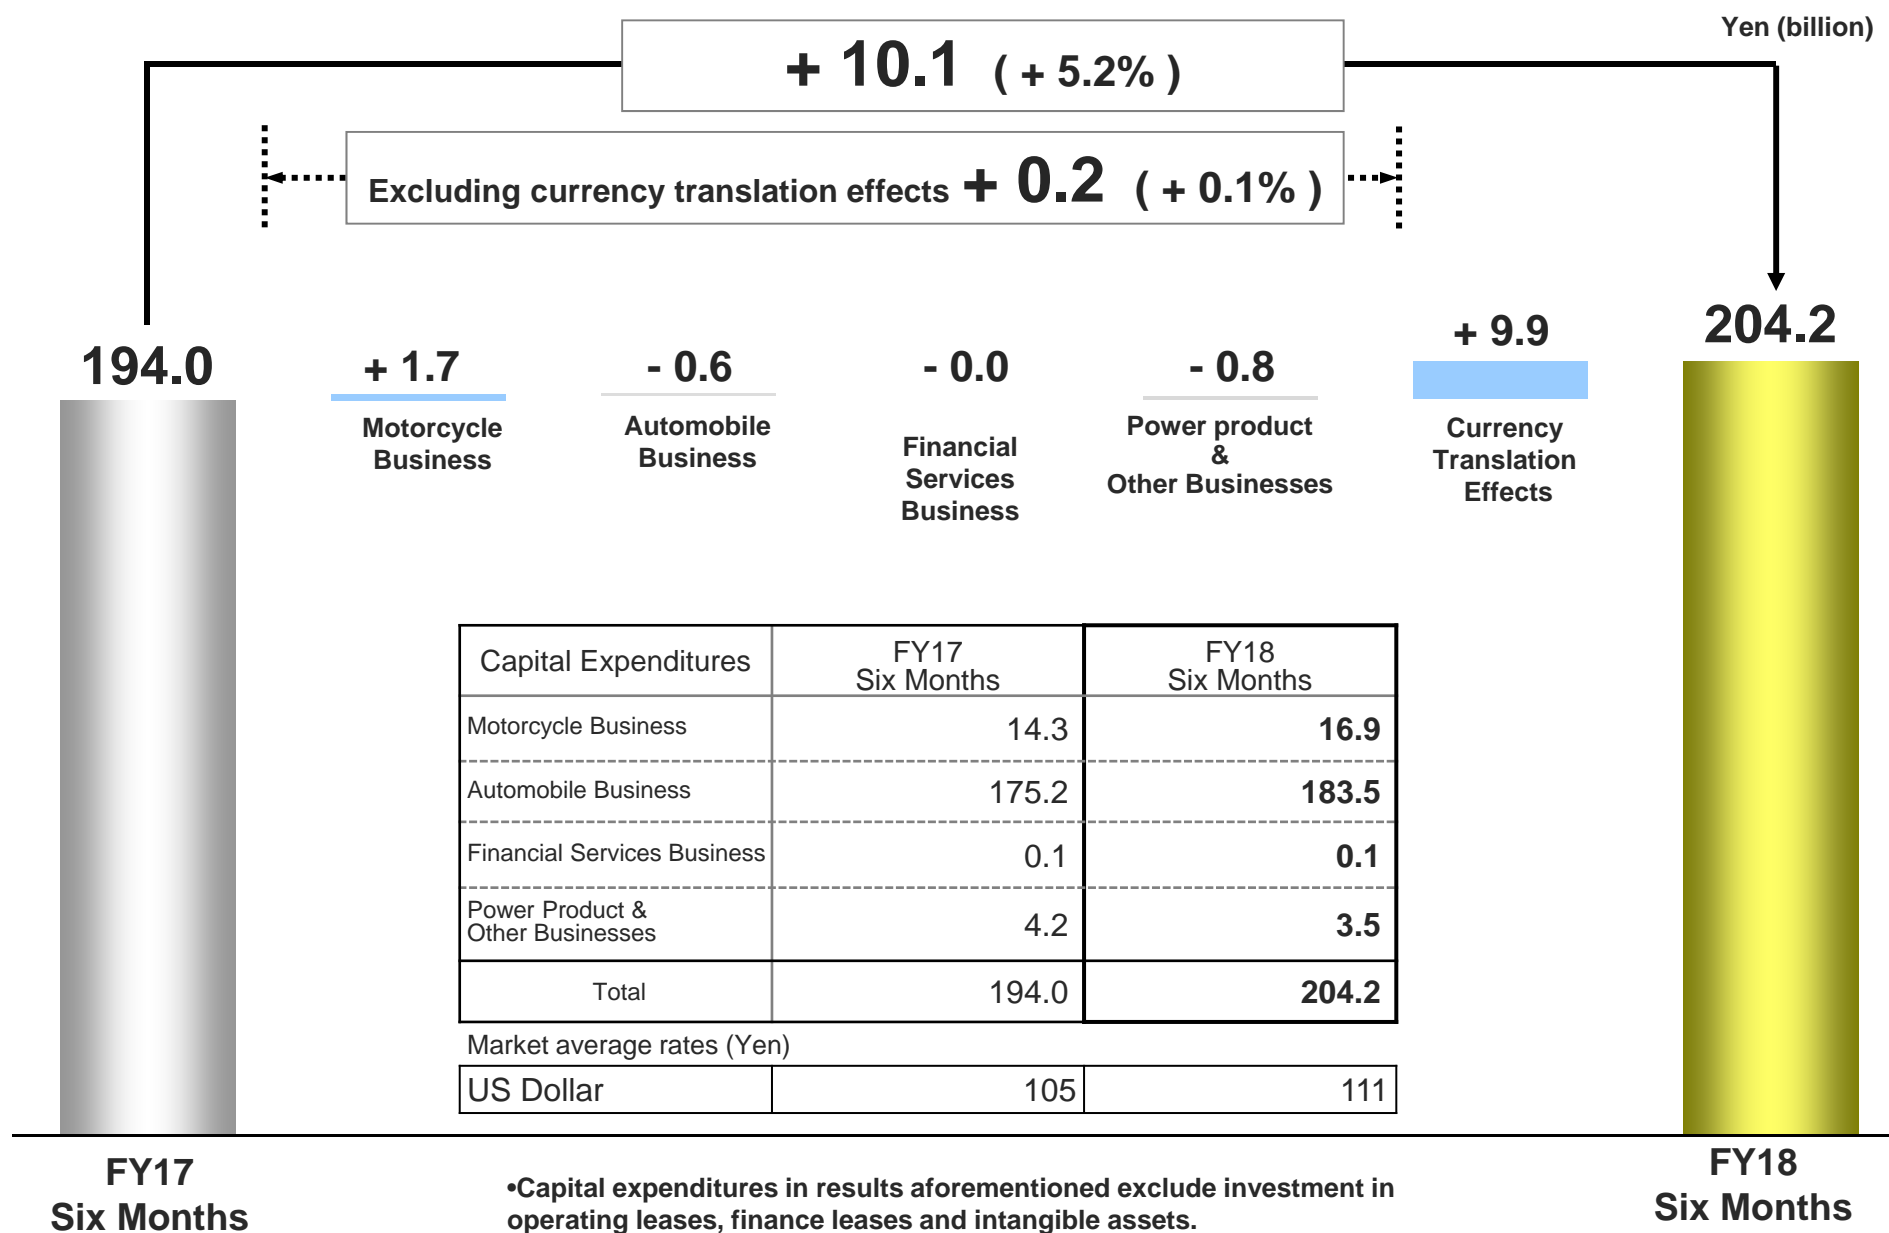 Yen (billion)
+ 10.1 ( + 5.2% )
Excluding currency translation effects + 0.2 ( + 0.1% )
194.0
+ 1.7
Motorcycle
Business
- 0.6
Automobile
Business
- 0.0
Financial
Services
Business
- 0.8
Power product
&
Other Businesses
+ 9.9
Currency
Translation
Effects
204.2
Capital Expenditures FY17 Six Months FY18 Six Months
Motorcycle Business 14.3 16.9
Automobile Business 175.2 183.5
Financial Services Business 0.1 0.1
Power Product &
Other Businesses 4.2 3.5
Total 194.0 204.2
Market average rates (Yen)
US Dollar 105 111
FY17
Six Months
•Capital expenditures in results aforementioned exclude investment in
operating leases, finance leases and intangible assets.
FY18
Six Months